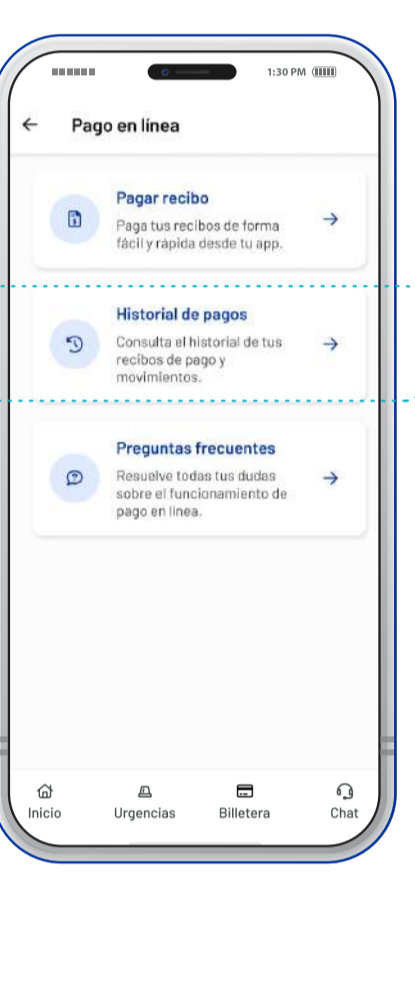 1:30 PM
Pago en línea
Pagar recibo
Paga tus recibos de forma
fácil y rápida desde tu app.
Historial de pagos
Consulta el historial de tus
recibos de pago y
movimientos.
Preguntas frecuentes
Resuelve todas tus dudas
sobre el funcionamiento de
pago en línea.
Inicio
Urgencias
Billetera
Chat